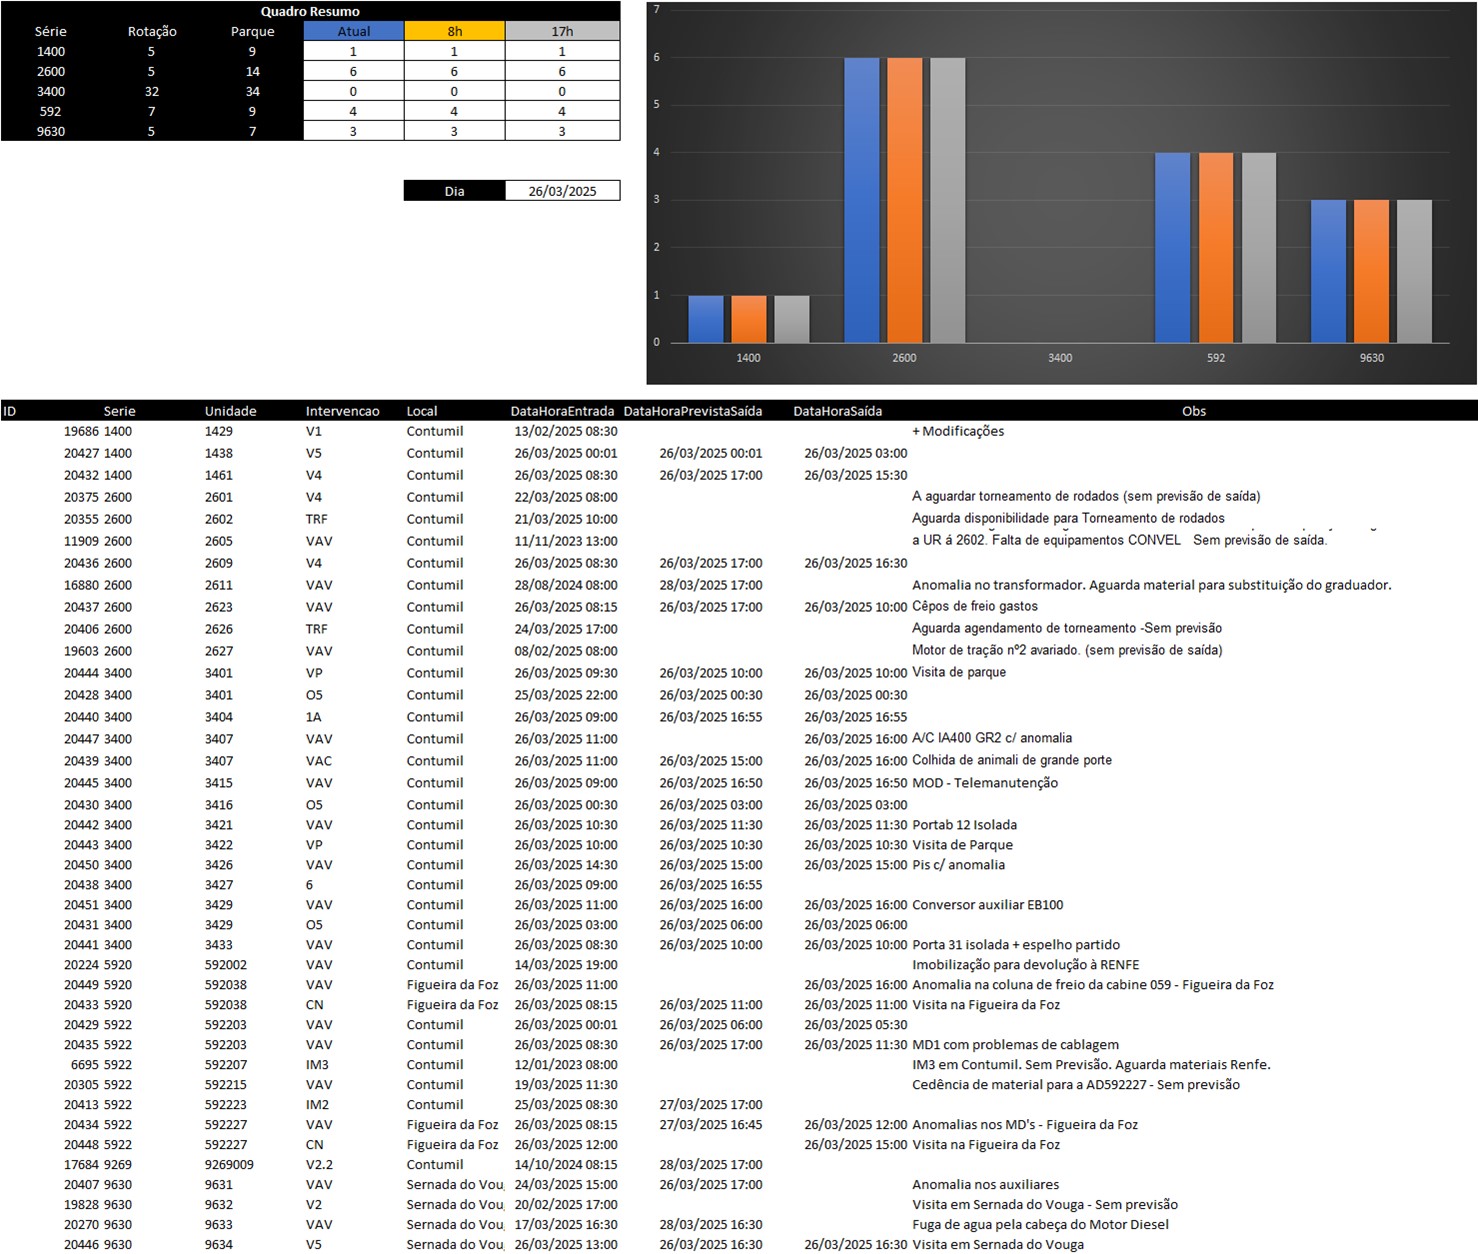 Quadro Resumo
Série Rotação Parque Atual 8h 17h
1400 5 9 1 1 1
2600 5 14 6 6 6
3400 32 34 0 0 0
592 7 9 4 4 4
9630 5 7 3 3 3
Dia 26/03/2025
7
6
5
4
3
2
1
0
1400 2600 3400 592 9630
ID Serie Unidade Intervencao Local DataHoraEntrada DataHoraPrevistaSaída DataHoraSaída Obs
19686 1400 1429 V1 Contumil 13/02/2025 08:30 + Modificações
20427 1400 1438 V5 Contumil 26/03/2025 00:01 26/03/2025 00:01 26/03/2025 03:00
20432 1400 1461 V4 Contumil 26/03/2025 08:30 26/03/2025 17:00 26/03/2025 15:30
20375 2600 2601 V4 Contumil 22/03/2025 08:00 A aguardar torneamento de rodados (sem previsão de saída)
20355 2600 2602 TRF Contumil 21/03/2025 10:00 Aguarda disponibilidade para Torneamento de rodados
11909 2600 2605 VAV Contumil 11/11/2023 13:00 a UR á 2602. Falta de equipamentos CONVEL Sem previsão de saída.
20436 2600 2609 V4 Contumil 26/03/2025 08:30 26/03/2025 17:00 26/03/2025 16:30
16880 2600 2611 VAV Contumil 28/08/2024 08:00 28/03/2025 17:00 Anomalia no transformador. Aguarda material para substituição do graduador.
20437 2600 2623 VAV Contumil 26/03/2025 08:15 26/03/2025 17:00 26/03/2025 10:00 Cêpos de freio gastos
20406 2600 2626 TRF Contumil 24/03/2025 17:00 Aguarda agendamento de torneamento -Sem previsão
19603 2600 2627 VAV Contumil 08/02/2025 08:00 Motor de tração nº2 avariado. (sem previsão de saída)
20444 3400 3401 VP Contumil 26/03/2025 09:30 26/03/2025 10:00 26/03/2025 10:00 Visita de parque
20428 3400 3401 O5 Contumil 25/03/2025 22:00 26/03/2025 00:30 26/03/2025 00:30
20440 3400 3404 1A Contumil 26/03/2025 09:00 26/03/2025 16:55 26/03/2025 16:55
20447 3400 3407 VAV Contumil 26/03/2025 11:00 26/03/2025 16:00 A/C IA400 GR2 c/ anomalia
20439 3400 3407 VAC Contumil 26/03/2025 11:00 26/03/2025 15:00 26/03/2025 16:00 Colhida de animali de grande porte
20445 3400 3415 VAV Contumil 26/03/2025 09:00 26/03/2025 16:50 26/03/2025 16:50 MOD - Telemanutenção
20430 3400 3416 O5 Contumil 26/03/2025 00:30 26/03/2025 03:00 26/03/2025 03:00
20442 3400 3421 VAV Contumil 26/03/2025 10:30 26/03/2025 11:30 26/03/2025 11:30 Portab 12 Isolada
20443 3400 3422 VP Contumil 26/03/2025 10:00 26/03/2025 10:30 26/03/2025 10:30 Visita de Parque
20450 3400 3426 VAV Contumil 26/03/2025 14:30 26/03/2025 15:00 26/03/2025 15:00 Pis c/ anomalia
20438 3400 3427 6 Contumil 26/03/2025 09:00 26/03/2025 16:55
20451 3400 3429 VAV Contumil 26/03/2025 11:00 26/03/2025 16:00 26/03/2025 16:00 Conversor auxiliar EB100
20431 3400 3429 O5 Contumil 26/03/2025 03:00 26/03/2025 06:00 26/03/2025 06:00
20441 3400 3433 VAV Contumil 26/03/2025 08:30 26/03/2025 10:00 26/03/2025 10:00 Porta 31 isolada + espelho partido
20224 5920 592002 VAV Contumil 14/03/2025 19:00 Imobilização para devolução à RENFE
20449 5920 592038 VAV Figueira da Foz 26/03/2025 11:00 26/03/2025 16:00 Anomalia na coluna de freio da cabine 059 - Figueira da Foz
20433 5920 592038 CN Figueira da Foz 26/03/2025 08:15 26/03/2025 11:00 26/03/2025 11:00 Visita na Figueira da Foz
20429 5922 592203 VAV Contumil 26/03/2025 00:01 26/03/2025 06:00 26/03/2025 05:30
20435 5922 592203 VAV Contumil 26/03/2025 08:30 26/03/2025 17:00 26/03/2025 11:30 MD1 com problemas de cablagem
6695 5922 592207 IM3 Contumil 12/01/2023 08:00 IM3 em Contumil. Sem Previsão. Aguarda materiais Renfe.
20305 5922 592215 VAV Contumil 19/03/2025 11:30 Cedência de material para a AD592227 - Sem previsão
20413 5922 592223 IM2 Contumil 25/03/2025 08:30 27/03/2025 17:00
20434 5922 592227 VAV Figueira da Foz 26/03/2025 08:15 27/03/2025 16:45 26/03/2025 12:00 Anomalias nos MD's - Figueira da Foz
20448 5922 592227 CN Figueira da Foz 26/03/2025 12:00 26/03/2025 15:00 Visita na Figueira da Foz
17684 9269 9269009 V2.2 Contumil 14/10/2024 08:15 28/03/2025 17:00
20407 9630 9631 VAV Sernada do Vou 24/03/2025 15:00 26/03/2025 17:00 Anomalia nos auxiliares
19828 9630 9632 V2 Sernada do Vou 20/02/2025 17:00 Visita em Sernada do Vouga - Sem previsão
20270 9630 9633 VAV Sernada do Vou 17/03/2025 16:30 28/03/2025 16:30 Fuga de agua pela cabeça do Motor Diesel
20446 9630 9634 V5 Sernada do Vou 26/03/2025 13:00 26/03/2025 16:30 26/03/2025 16:30 Visita em Sernada do Vouga